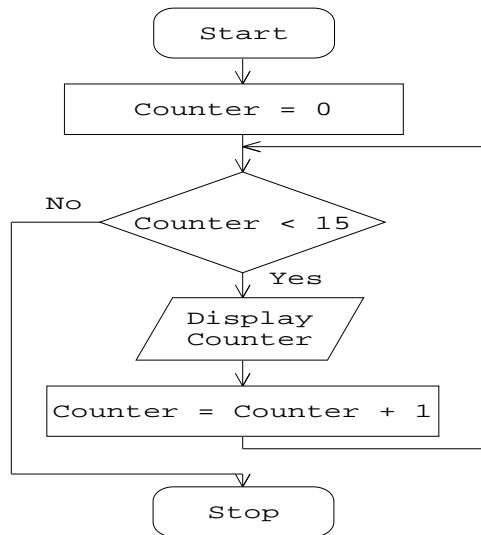 Start
Counter = 0
No
Counter < 15
Yes
Display
Counter
Counter = Counter + 1
Stop